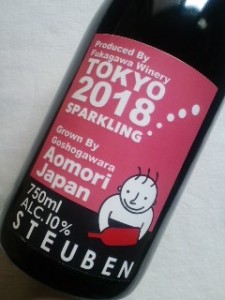 Produced By
Fukagawa Winery
TOKYO
2018
SPARKLING
Grown By
Goshogawara
Aomori
Japan
750ml
ALC.10%
STEUBEN